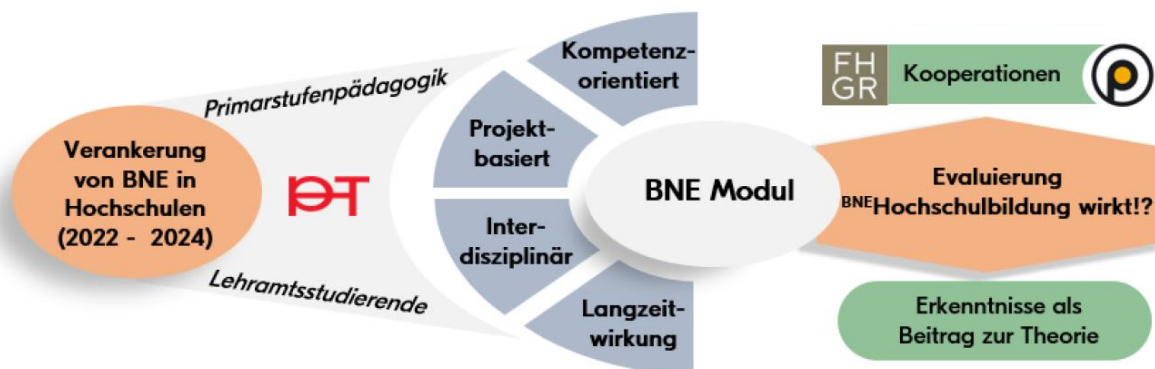 Verankerung
von BNE in
Hochschulen
(2022 - 2024)
Primarstufenpädagogik
Lehramtsstudierende
Kompetenz-
orientiert
Projekt-
basiert
Inter-
disziplinär
Langzeit-
wirkung
BNE Modul
FH
GR
Kooperationen
Evaluierung
BNEHochschulbildung wirkt!?
Erkenntnisse als
Beitrag zur Theorie